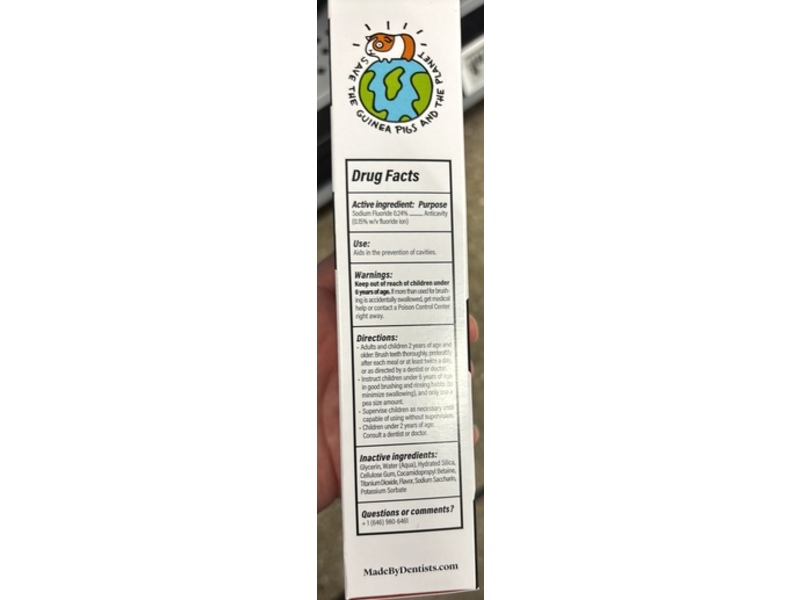 SAVE THE GUINEA PIGS AND THE PLANET
Drug Facts
Active ingredient: Purpose
Sodium Fluoride 0.24% ........ Anticavity
(0.15% w/v fluoride ion)
Use:
Aids in the prevention of cavities.
Warnings:
Keep out of reach of children under
6 years of age. If more than used for brush-
ing is accidentally swallowed, get medical
help or contact a Poison Control Center
right away.
Directions:
• Adults and children 2 years of age and
older: Brush teeth thoroughly, preferably
after each meal or at least twice a day,
or as directed by a dentist or doctor.
• Instruct children under 6 years of age
in good brushing and rinsing habits (to
minimize swallowing), and only use a
pea size amount.
• Supervise children as necessary until
capable of using without supervision.
• Children under 2 years of age:
Consult a dentist or doctor.
Inactive ingredients:
Glycerin, Water (Aqua), Hydrated Silica,
Cellulose Gum, Cocamidopropyl Betaine,
Titanium Dioxide, Flavor, Sodium Saccharin,
Potassium Sorbate
Questions or comments?
+ 1 (646) 980-6461
MadeByDentists.com